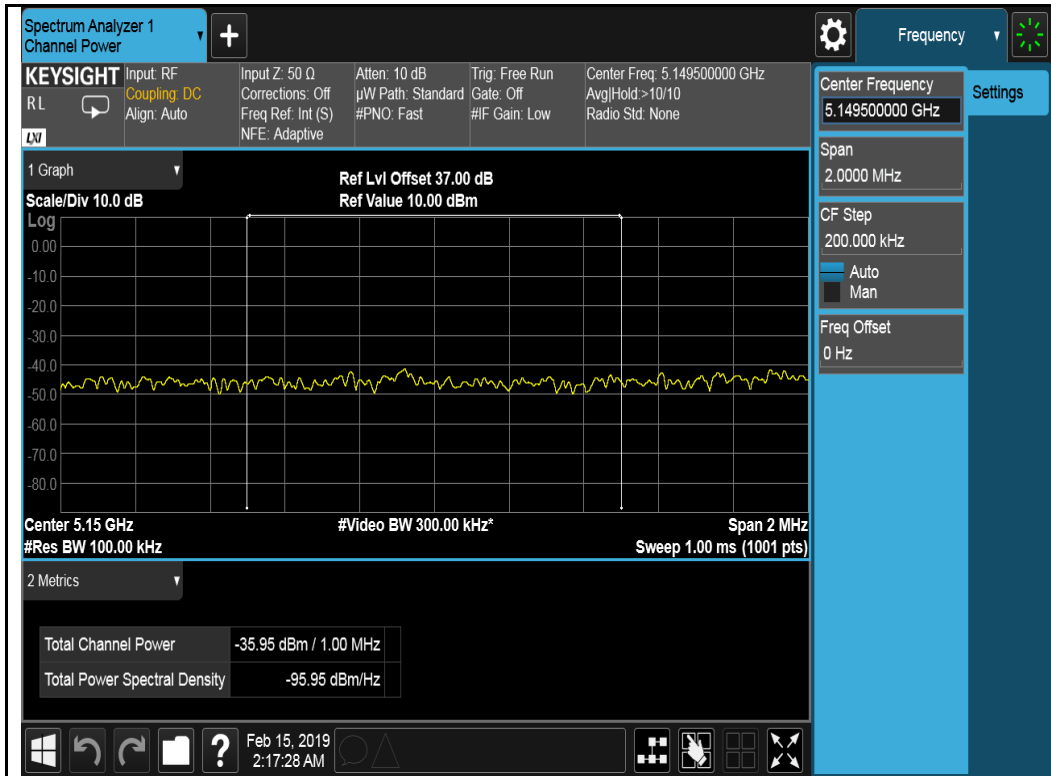 Spectrum Analyzer 1
Channel Power
+
Frequency
KEYSIGHT
RL
LXI
Input: RF
Coupling: DC
Align: Auto
Input Z: 50 Ω
Corrections: Off
Freq Ref: Int (S)
NFE: Adaptive
Atten: 10 dB
µW Path: Standard
#PNO: Fast
Trig: Free Run
Gate: Off
#IF Gain: Low
Center Freq: 5.149500000 GHz
Avg|Hold:>10/10
Radio Std: None
Center Frequency
5.149500000 GHz
Settings
Span
2.0000 MHz
CF Step
200.000 kHz
Auto
Man
Freq Offset
0 Hz
1 Graph
Scale/Div 10.0 dB
Ref Lvl Offset 37.00 dB
Ref Value 10.00 dBm
Log
0.00
-10.0
-20.0
-30.0
-40.0
-50.0
-60.0
-70.0
-80.0
Center 5.15 GHz
#Video BW 300.00 kHz*
Span 2 MHz
#Res BW 100.00 kHz
Sweep 1.00 ms (1001 pts)
2 Metrics
Total Channel Power -35.95 dBm / 1.00 MHz
Total Power Spectral Density -95.95 dBm/Hz
?
Feb 15, 2019
2:17:28 AM